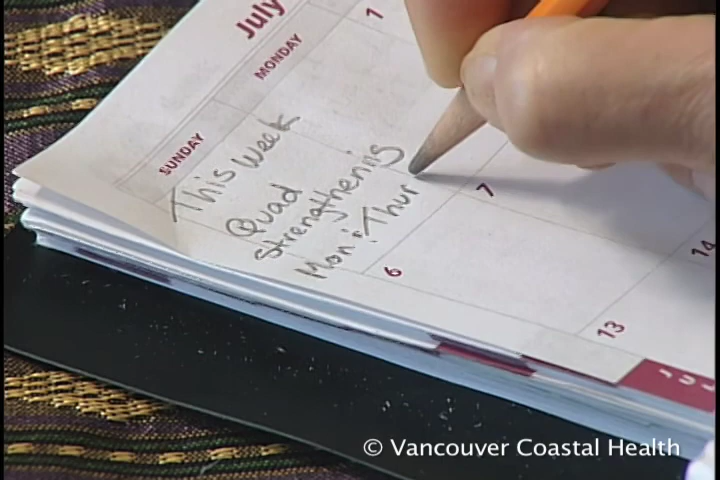 July
SUNDAY MONDAY
1
This week
Quad
strengthening
Mon : Thur
6 7
13 14
© Vancouver Coastal Health